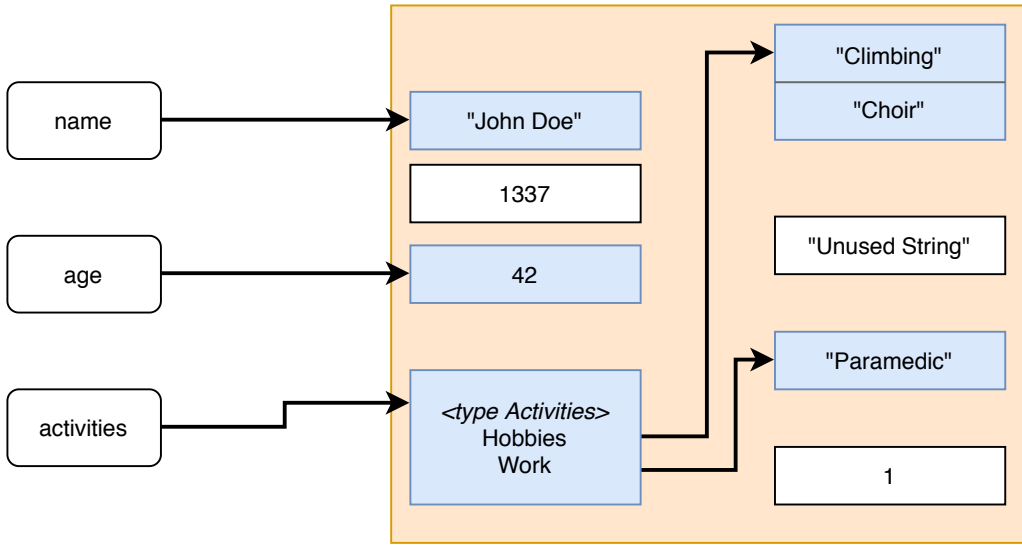 name
age
activities
"John Doe"
1337
42
<type Activities>
Hobbies
Work
"Climbing"
"Choir"
"Unused String"
"Paramedic"
1